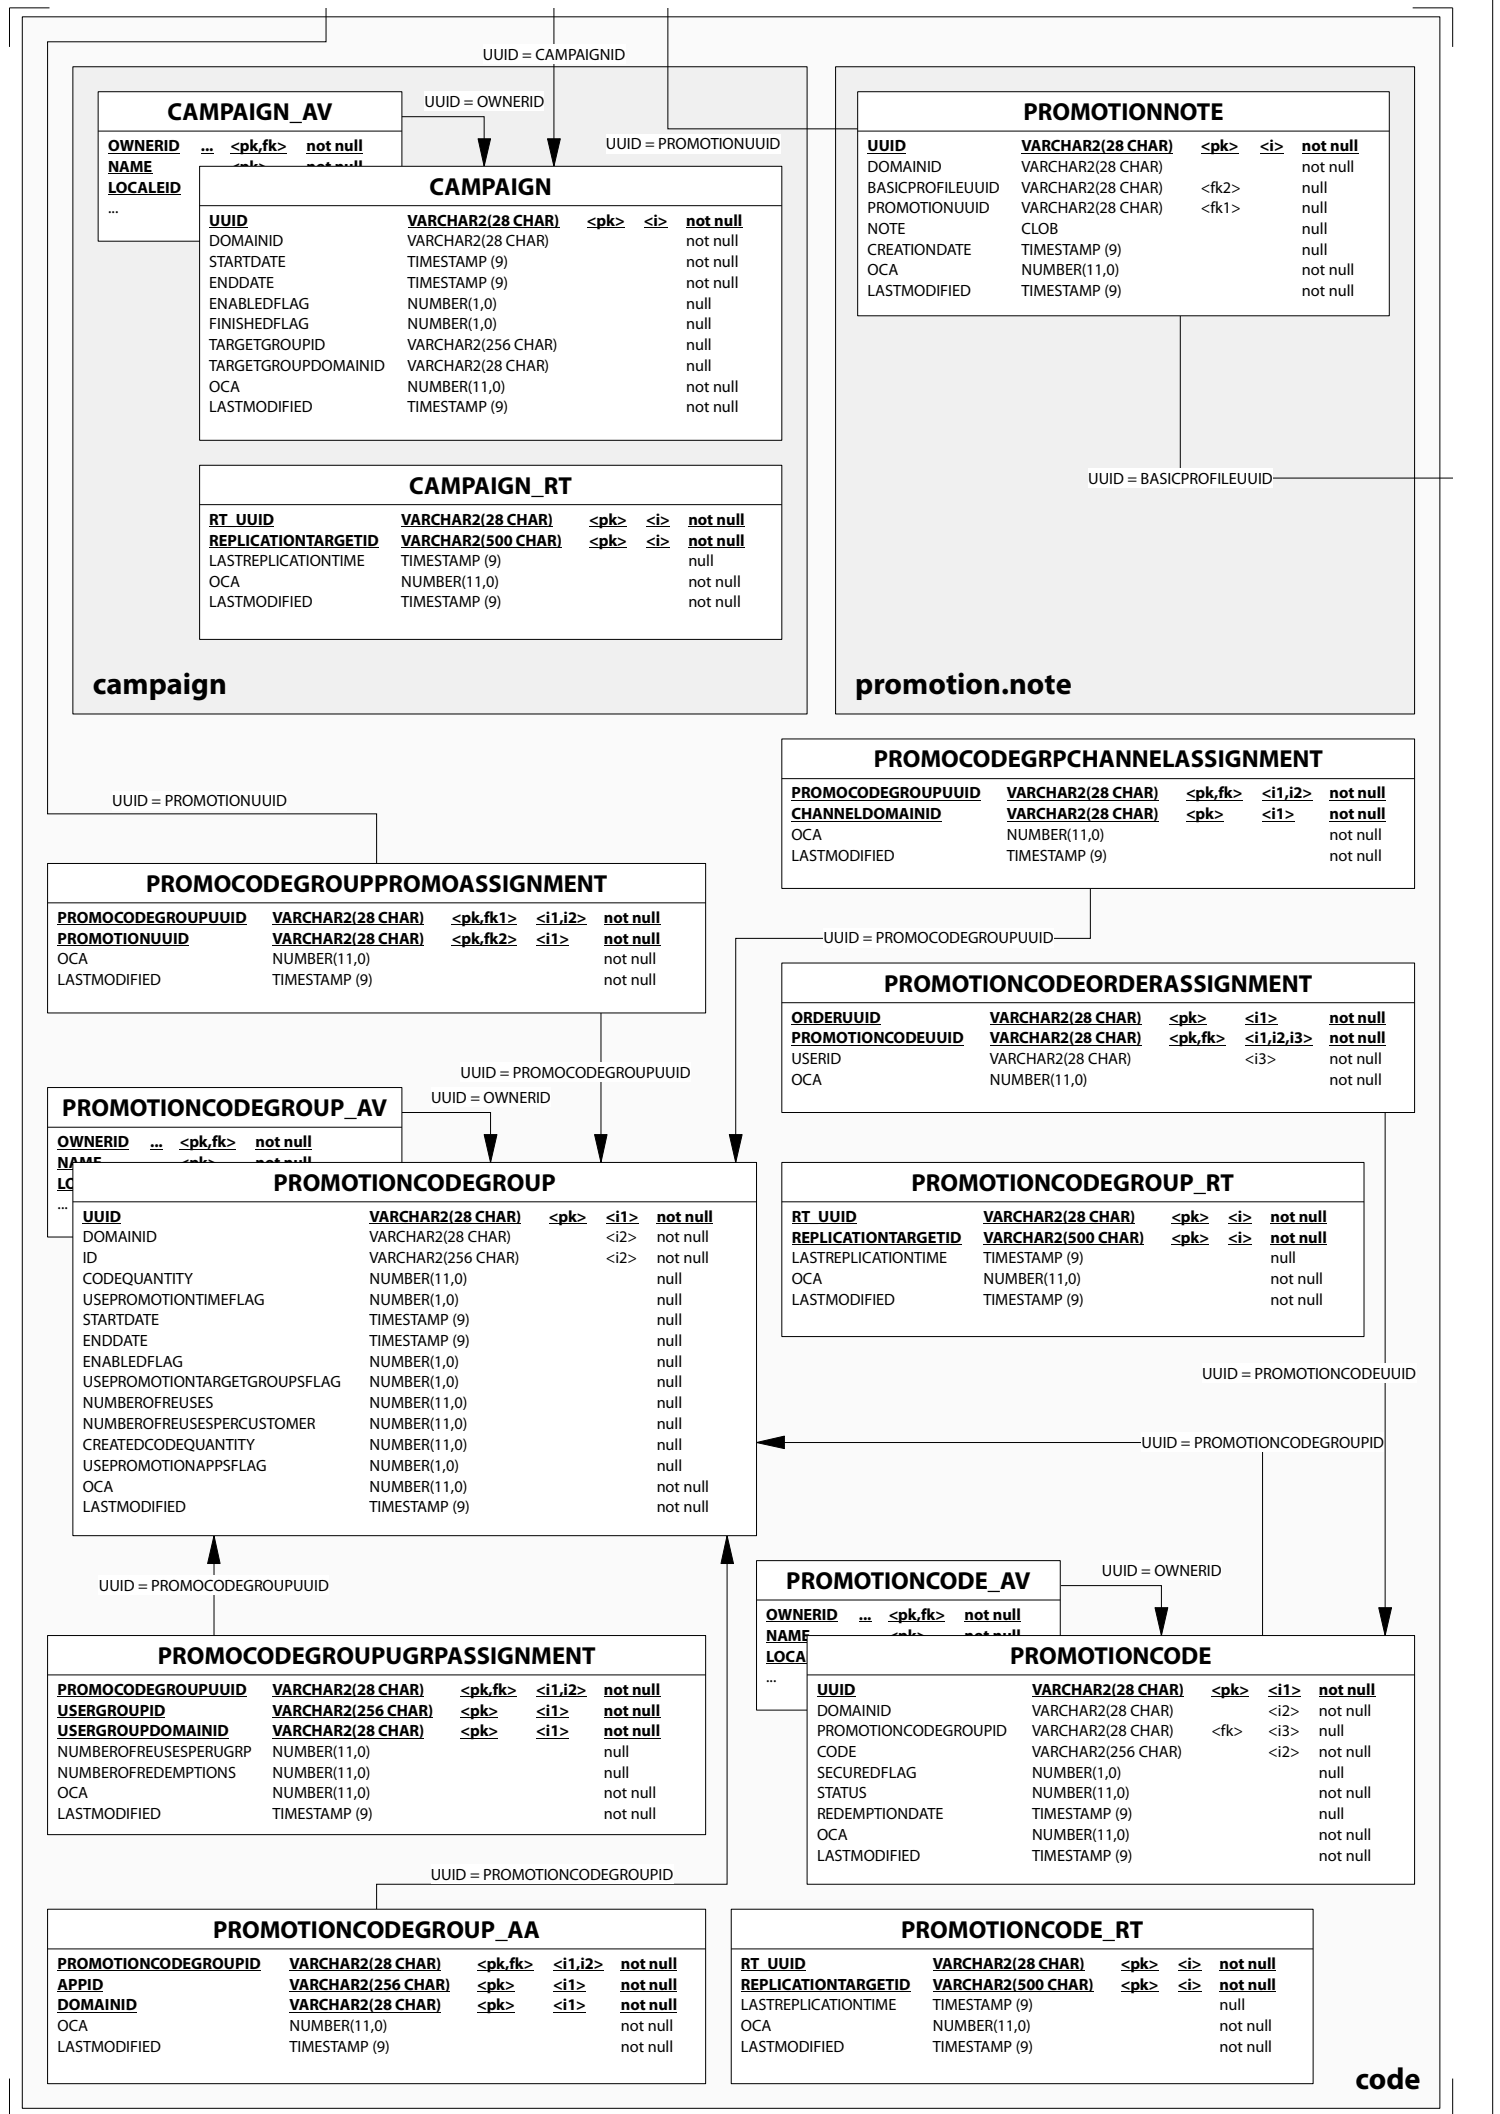 UUID = CAMPAIGNID
CAMPAIGN_AV
UUID = OWNERID
OWNERID ... <pk,fk> not null
NAME <pk> not null
LOCALEID
...
UUID = PROMOTIONUUID
CAMPAIGN
UUID VARCHAR2(28 CHAR) <pk> <i> not null
DOMAINID VARCHAR2(28 CHAR) not null
STARTDATE TIMESTAMP (9) not null
ENDDATE TIMESTAMP (9) not null
ENABLEDFLAG NUMBER(1,0) null
FINISHEDFLAG NUMBER(1,0) null
TARGETGROUPID VARCHAR2(256 CHAR) null
TARGETGROUPDOMAINID VARCHAR2(28 CHAR) null
OCA NUMBER(11,0) not null
LASTMODIFIED TIMESTAMP (9) not null
CAMPAIGN_RT
RT_UUID VARCHAR2(28 CHAR) <pk> <i> not null
REPLICATIONTARGETID VARCHAR2(500 CHAR) <pk> <i> not null
LASTREPLICATIONTIME TIMESTAMP (9) null
OCA NUMBER(11,0) not null
LASTMODIFIED TIMESTAMP (9) not null
campaign
PROMOTIONNOTE
UUID VARCHAR2(28 CHAR) <pk> <i> not null
DOMAINID VARCHAR2(28 CHAR) not null
BASICPROFILEUUID VARCHAR2(28 CHAR) <fk2> null
PROMOTIONUUID VARCHAR2(28 CHAR) <fk1> null
NOTE CLOB null
CREATIONDATE TIMESTAMP (9) null
OCA NUMBER(11,0) not null
LASTMODIFIED TIMESTAMP (9) not null
UUID = BASICPROFILEUUID
promotion.note
PROMOCODEGRPCHANNELASSIGNMENT
PROMOCODEGROUPUUID VARCHAR2(28 CHAR) <pk,fk> <i1,i2> not null
CHANNELDOMAINID VARCHAR2(28 CHAR) <pk> <i1> not null
OCA NUMBER(11,0) not null
LASTMODIFIED TIMESTAMP (9) not null
UUID = PROMOTIONUUID
PROMOCODEGROUPPROMOASSIGNMENT
PROMOCODEGROUPUUID VARCHAR2(28 CHAR) <pk,fk1> <i1,i2> not null
PROMOTIONUUID VARCHAR2(28 CHAR) <pk,fk2> <i1> not null
OCA NUMBER(11,0) not null
LASTMODIFIED TIMESTAMP (9) not null
UUID = PROMOCODEGROUPUUID
PROMOTIONCODEORDERASSIGNMENT
ORDERUUID VARCHAR2(28 CHAR) <pk> <i1> not null
PROMOTIONCODEUUID VARCHAR2(28 CHAR) <pk,fk> <i1,i2,i3> not null
USERID VARCHAR2(28 CHAR) <i3> not null
OCA NUMBER(11,0) not null
UUID = PROMOCODEGROUPUUID
PROMOTIONCODEGROUP_AV
UUID = OWNERID
OWNERID ... <pk,fk> not null
NAME <pk> not null
LO
...
PROMOTIONCODEGROUP
UUID VARCHAR2(28 CHAR) <pk> <i1> not null
DOMAINID VARCHAR2(28 CHAR) <i2> not null
ID VARCHAR2(256 CHAR) <i2> not null
CODEQUANTITY NUMBER(11,0) null
USEPROMOTIONTIMEFLAG NUMBER(1,0) null
STARTDATE TIMESTAMP (9) null
ENDDATE TIMESTAMP (9) null
ENABLEDFLAG NUMBER(1,0) null
USEPROMOTIONTARGETGROUPSFLAG NUMBER(1,0) null
NUMBEROFREUSES NUMBER(11,0) null
NUMBEROFREUSESPERCUSTOMER NUMBER(11,0) null
CREATEDCODEQUANTITY NUMBER(11,0) null
USEPROMOTIONAPPSFLAG NUMBER(1,0) null
OCA NUMBER(11,0) not null
LASTMODIFIED TIMESTAMP (9) not null
PROMOTIONCODEGROUP_RT
RT_UUID VARCHAR2(28 CHAR) <pk> <i> not null
REPLICATIONTARGETID VARCHAR2(500 CHAR) <pk> <i> not null
LASTREPLICATIONTIME TIMESTAMP (9) null
OCA NUMBER(11,0) not null
LASTMODIFIED TIMESTAMP (9) not null
UUID = PROMOTIONCODEUUID
UUID = PROMOTIONCODEGROUPID
UUID = PROMOCODEGROUPUUID
PROMOTIONCODE_AV
UUID = OWNERID
OWNERID ... <pk,fk> not null
NAME <pk> not null
LOCA
...
PROMOCODEGROUPUGRPASSIGNMENT
PROMOCODEGROUPUUID VARCHAR2(28 CHAR) <pk,fk> <i1,i2> not null
USERGROUPID VARCHAR2(256 CHAR) <pk> <i1> not null
USERGROUPDOMAINID VARCHAR2(28 CHAR) <pk> <i1> not null
NUMBEROFREUSESPERUGRP NUMBER(11,0) null
NUMBEROFREDEMPTIONS NUMBER(11,0) null
OCA NUMBER(11,0) not null
LASTMODIFIED TIMESTAMP (9) not null
PROMOTIONCODE
UUID VARCHAR2(28 CHAR) <pk> <i1> not null
DOMAINID VARCHAR2(28 CHAR) <i2> not null
PROMOTIONCODEGROUPID VARCHAR2(28 CHAR) <fk> <i3> null
CODE VARCHAR2(256 CHAR) <i2> not null
SECUREDFLAG NUMBER(1,0) null
STATUS NUMBER(11,0) not null
REDEMPTIONDATE TIMESTAMP (9) null
OCA NUMBER(11,0) not null
LASTMODIFIED TIMESTAMP (9) not null
UUID = PROMOTIONCODEGROUPID
PROMOTIONCODEGROUP_AA
PROMOTIONCODEGROUPID VARCHAR2(28 CHAR) <pk,fk> <i1,i2> not null
APPID VARCHAR2(256 CHAR) <pk> <i1> not null
DOMAINID VARCHAR2(28 CHAR) <pk> <i1> not null
OCA NUMBER(11,0) not null
LASTMODIFIED TIMESTAMP (9) not null
PROMOTIONCODE_RT
RT_UUID VARCHAR2(28 CHAR) <pk> <i> not null
REPLICATIONTARGETID VARCHAR2(500 CHAR) <pk> <i> not null
LASTREPLICATIONTIME TIMESTAMP (9) null
OCA NUMBER(11,0) not null
LASTMODIFIED TIMESTAMP (9) not null
code